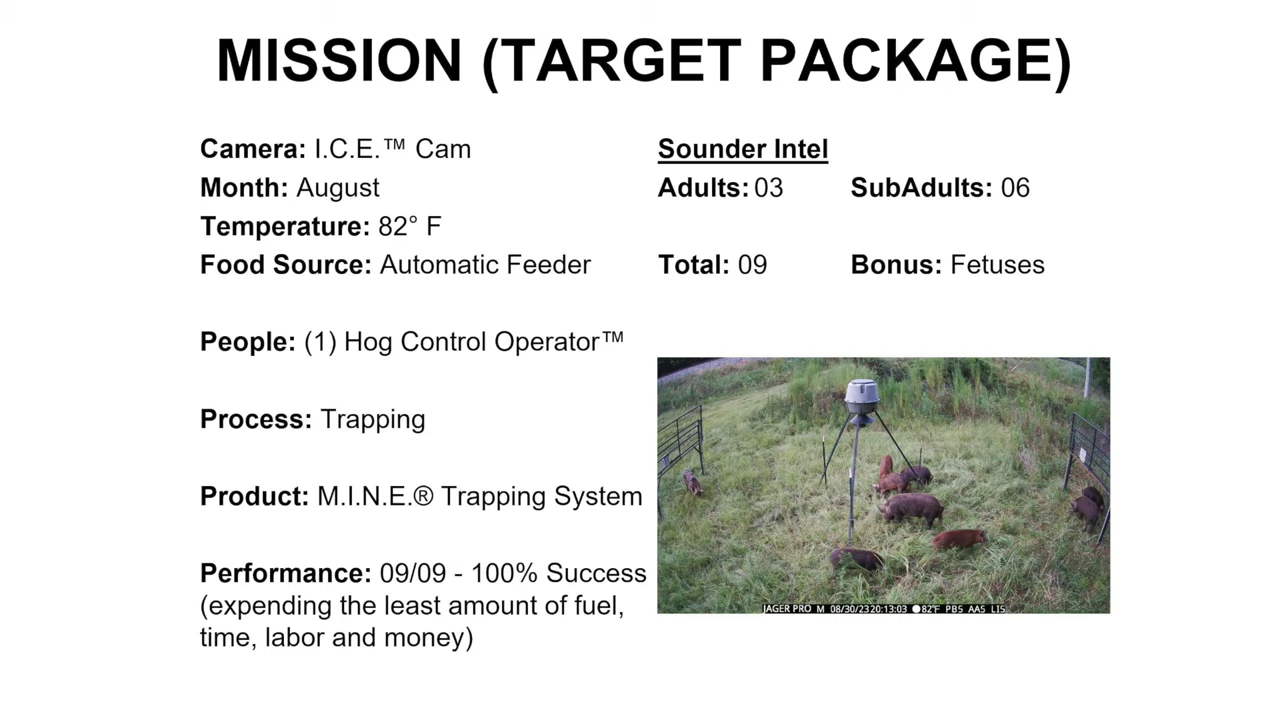 MISSION (TARGET PACKAGE)
Camera: I.C.E.™ Cam
Month: August
Temperature: 82° F
Food Source: Automatic Feeder
People: (1) Hog Control Operator™
Process: Trapping
Product: M.I.N.E.® Trapping System
Performance: 09/09 - 100% Success
(expending the least amount of fuel,
time, labor and money)
Sounder Intel
Adults: 03 SubAdults: 06
Total: 09 Bonus: Fetuses
JAGER PRO M 08/30/23 20:13:03 82°F PB5 AA5 LI5